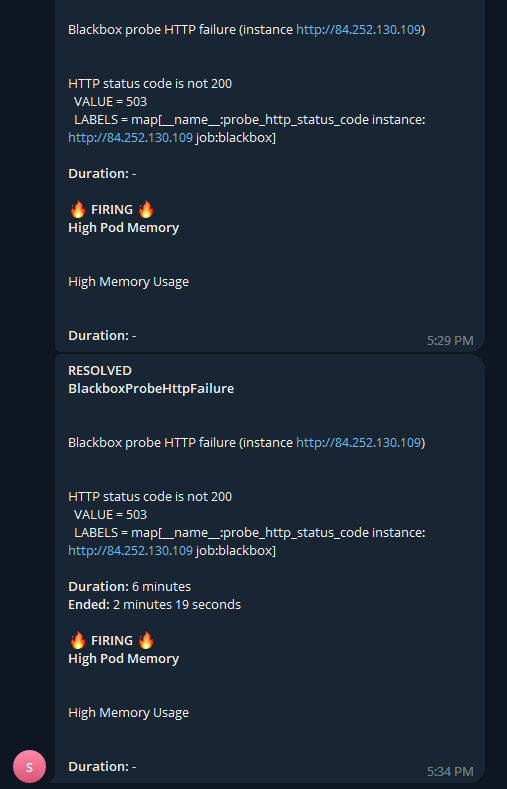 Blackbox probe HTTP failure (instance http://84.252.130.109)
HTTP status code is not 200
VALUE = 503
LABELS = map[__name__:probe_http_status_code instance:
http://84.252.130.109 job:blackbox]
Duration: -
🔥 FIRING 🔥
High Pod Memory
High Memory Usage
Duration: -
5:29 PM
RESOLVED
BlackboxProbeHttpFailure
Blackbox probe HTTP failure (instance http://84.252.130.109)
HTTP status code is not 200
VALUE = 503
LABELS = map[__name__:probe_http_status_code instance:
http://84.252.130.109 job:blackbox]
Duration: 6 minutes
Ended: 2 minutes 19 seconds
🔥 FIRING 🔥
High Pod Memory
High Memory Usage
Duration: -
S
5:34 PM